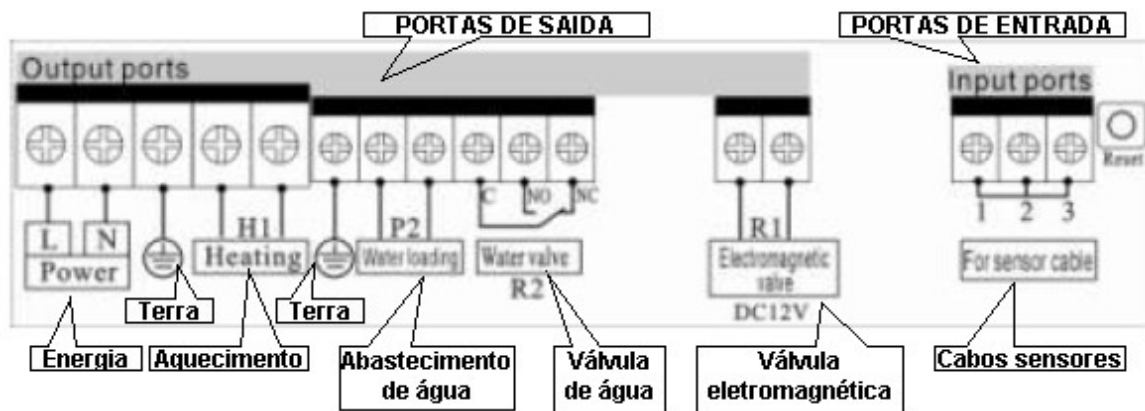 PORTAS DE SAIDA
PORTAS DE ENTRADA
Output ports
Input ports
Reset
C NO NC
L N
Power
H1
Heating
P2
Water loading
Water valve
R2
R1
Electromagnetic
valve
DC12V
1 2 3
For sensor cable
Terra
Terra
Energia
Aquecimento
Abastecimento
de água
Válvula
de água
Válvula
eletromagnética
Cabos sensores